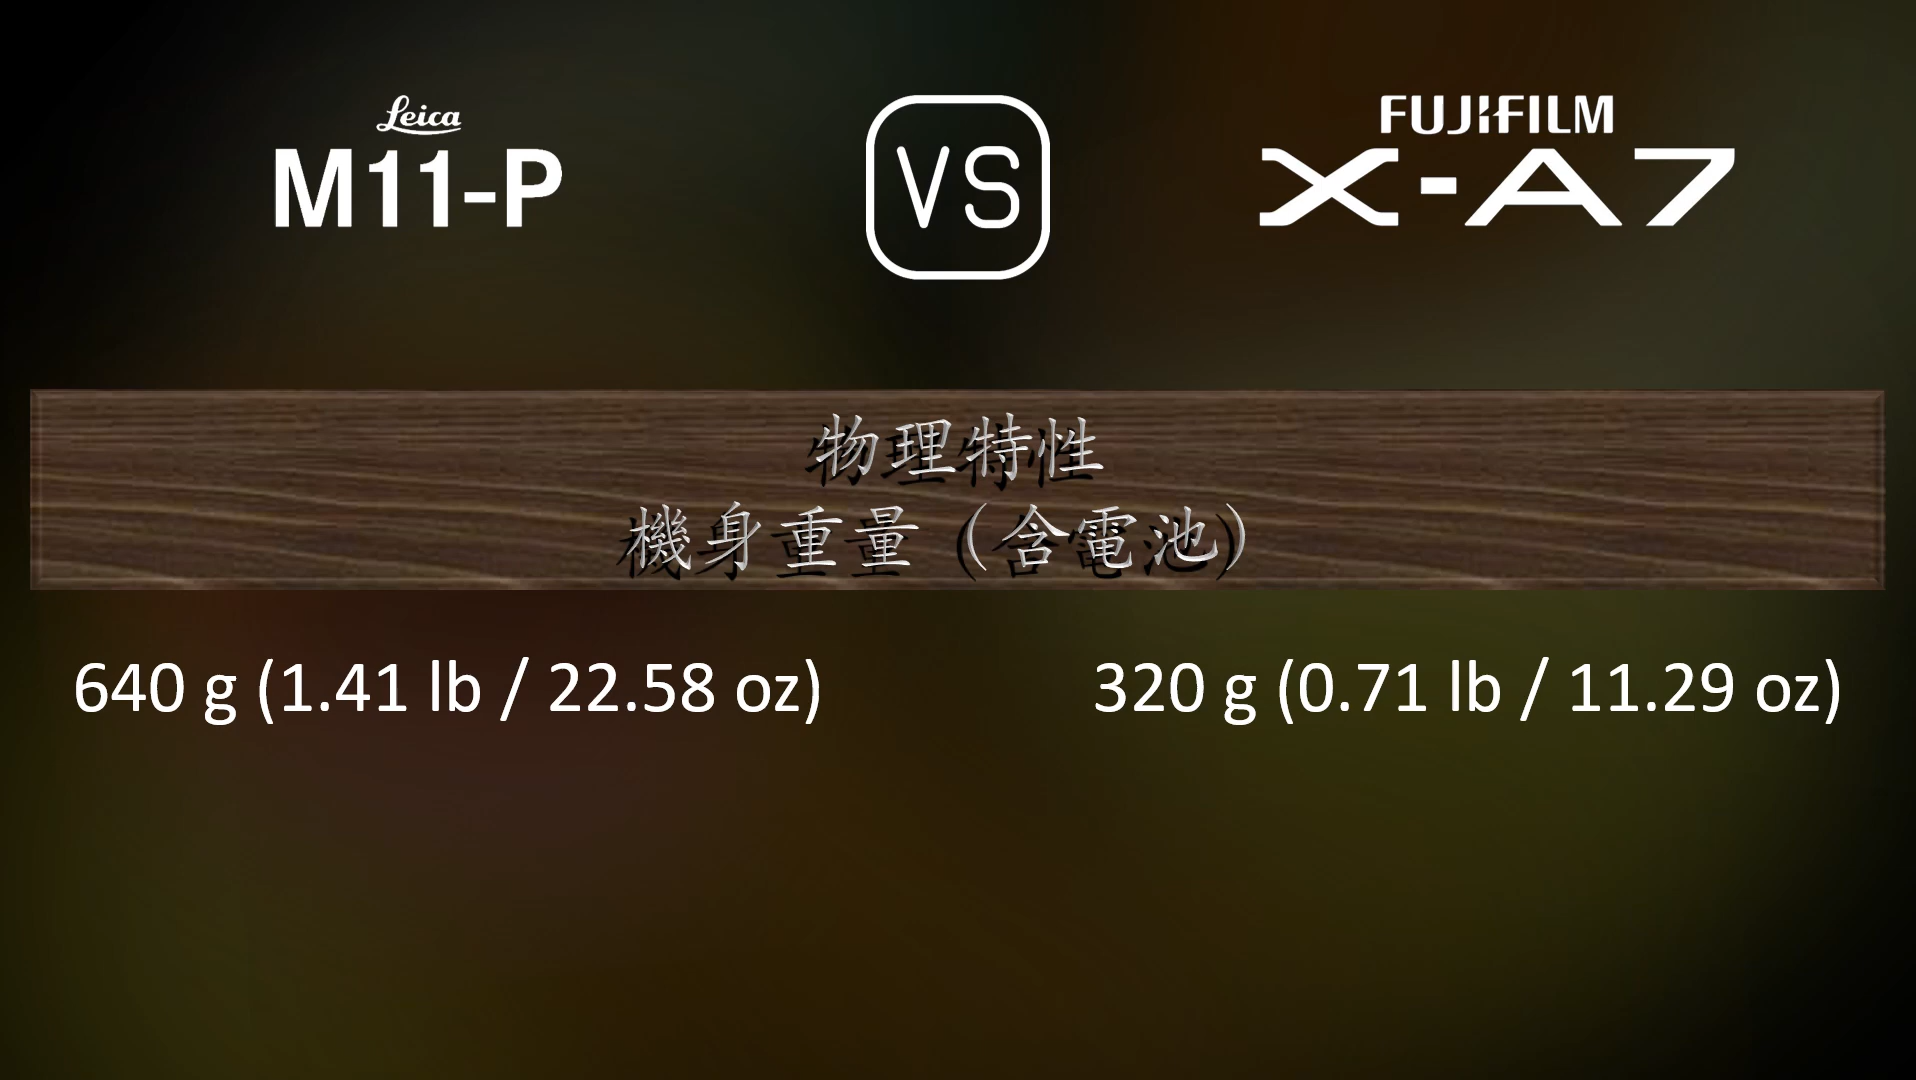 Leica
M11-P
VS
FUJIFILM
X-A7
物理特性
機身重量（含電池）
640 g (1.41 lb / 22.58 oz)
320 g (0.71 lb / 11.29 oz)